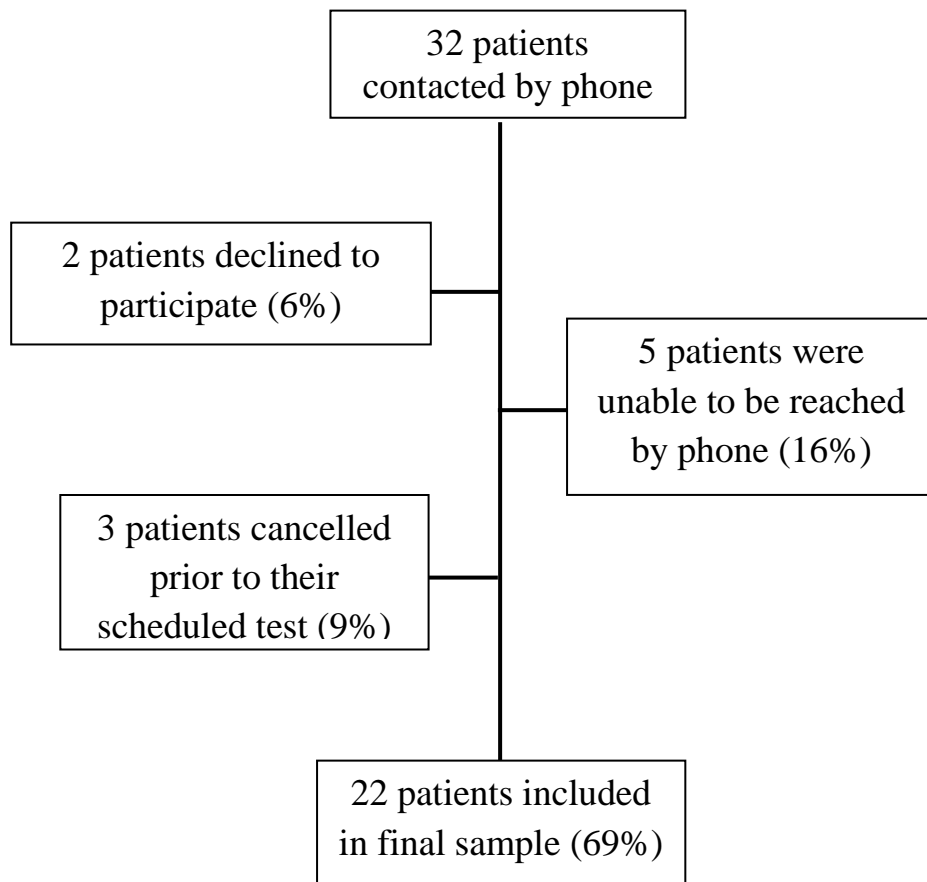 32 patients
contacted by phone
2 patients declined to
participate (6%)
5 patients were
unable to be reached
by phone (16%)
3 patients cancelled
prior to their
scheduled test (9%)
22 patients included
in final sample (69%)